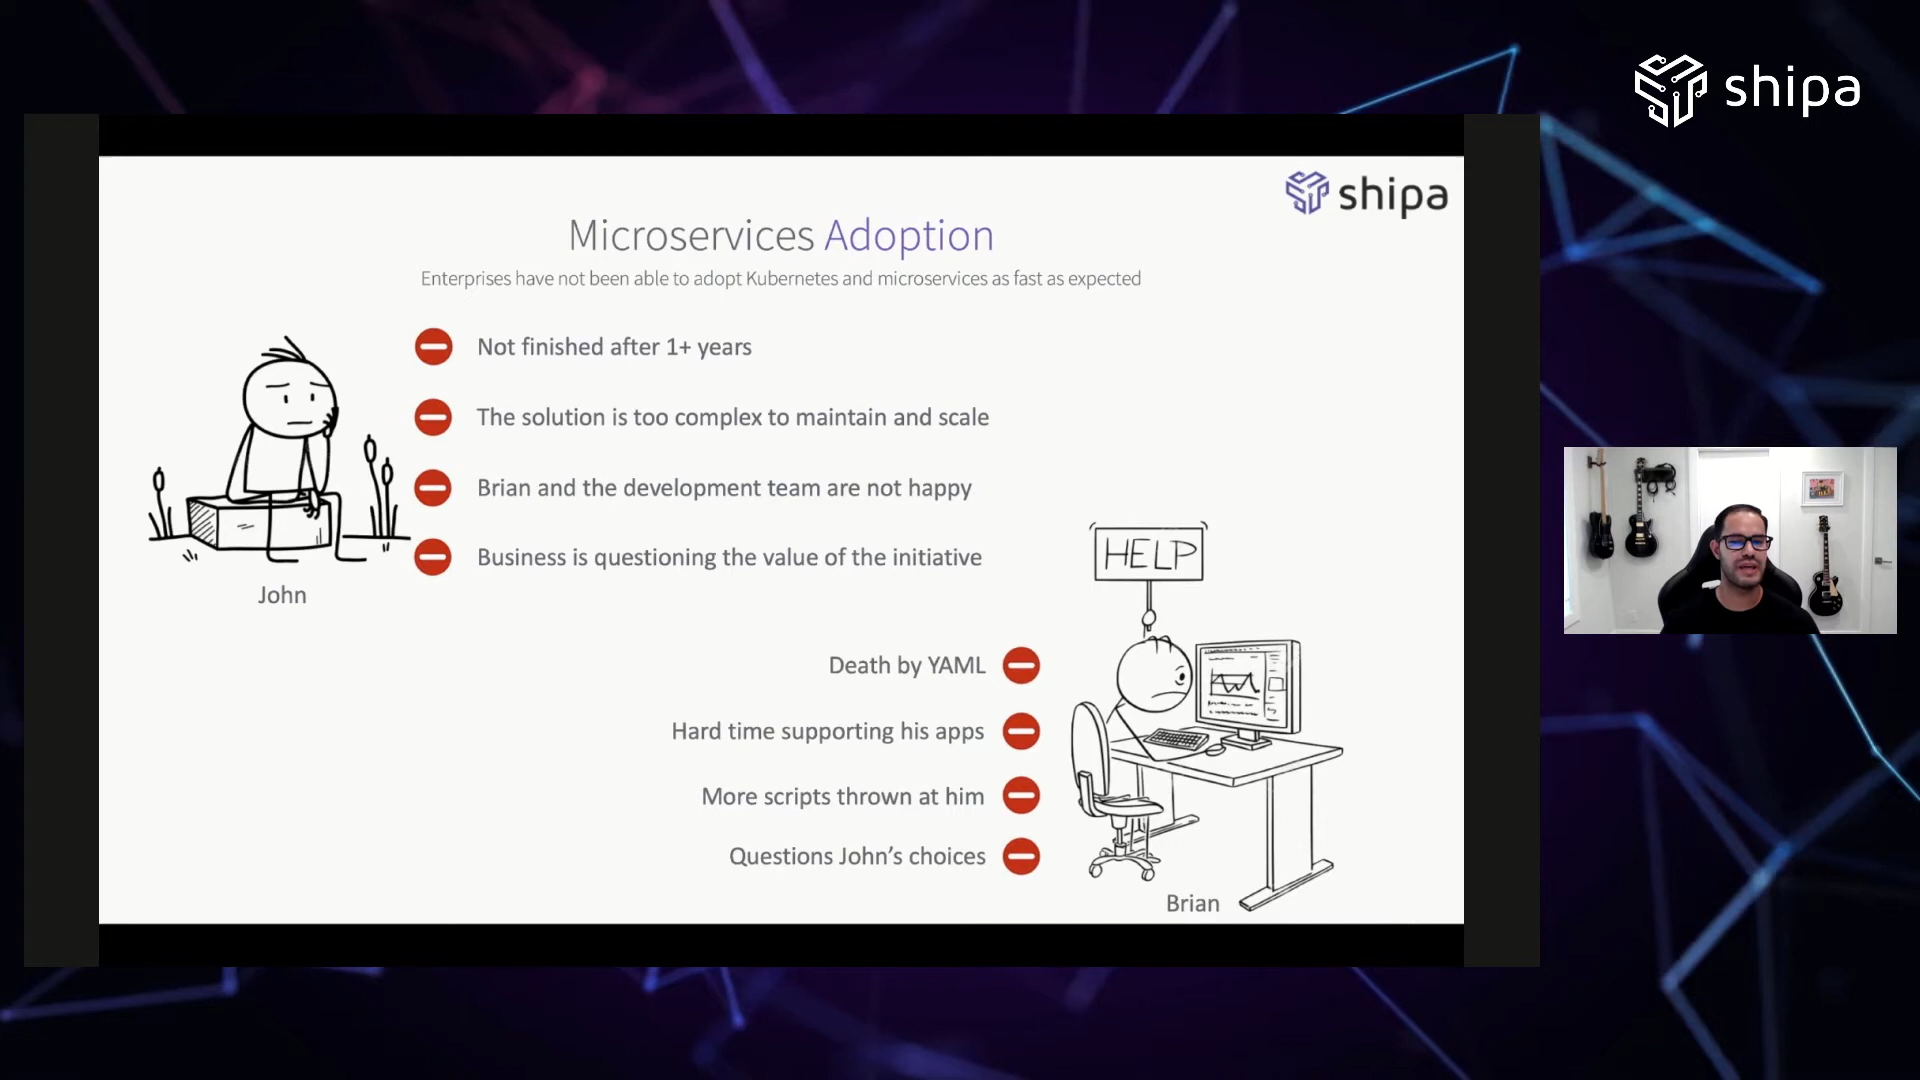 shipa
shipa
Microservices Adoption
Enterprises have not been able to adopt Kubernetes and microservices as fast as expected
Not finished after 1+ years
The solution is too complex to maintain and scale
Brian and the development team are not happy
Business is questioning the value of the initiative
John
HELP
Death by YAML
Hard time supporting his apps
More scripts thrown at him
Questions John’s choices
Brian